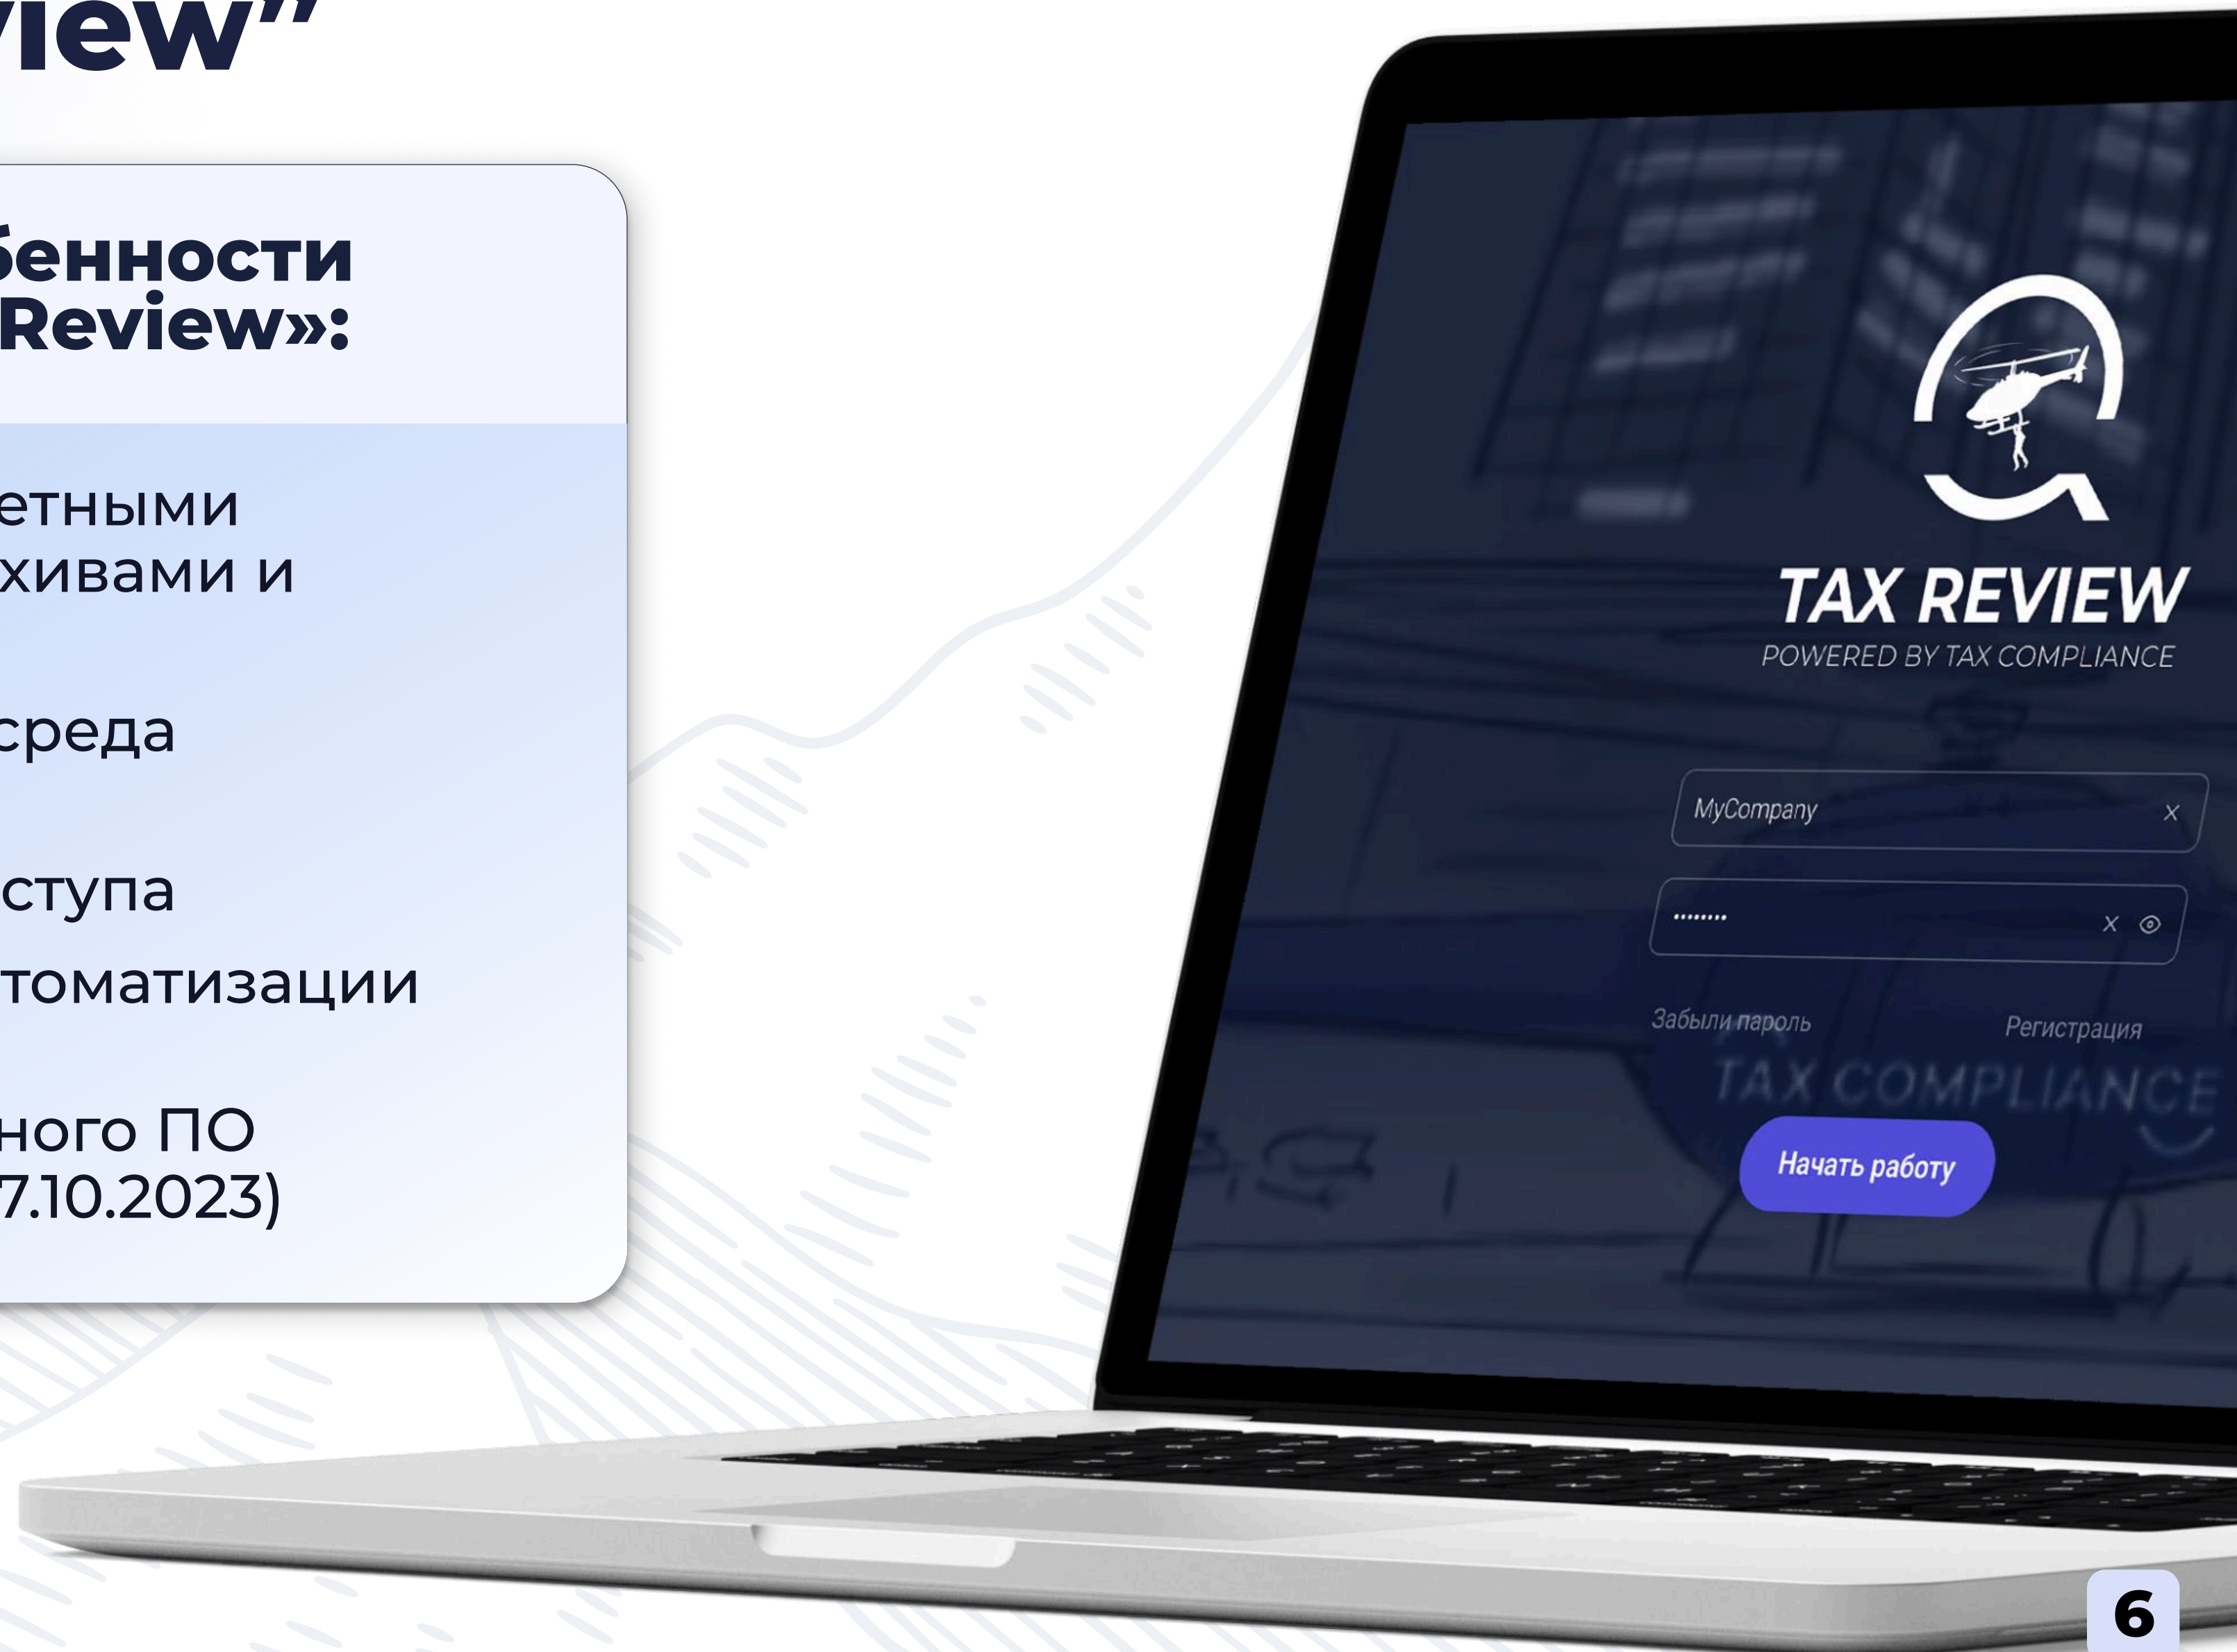 view”
бенности
Review»:
етными
хивами и
среда
ступа
томатизации
ного ПО
7.10.2023)
TAX REVIEW
POWERED BY TAX COMPLIANCE
MyCompany
••••••••
Забыли пароль
Регистрация
TAX COMPLIANCE
Начать работу
6